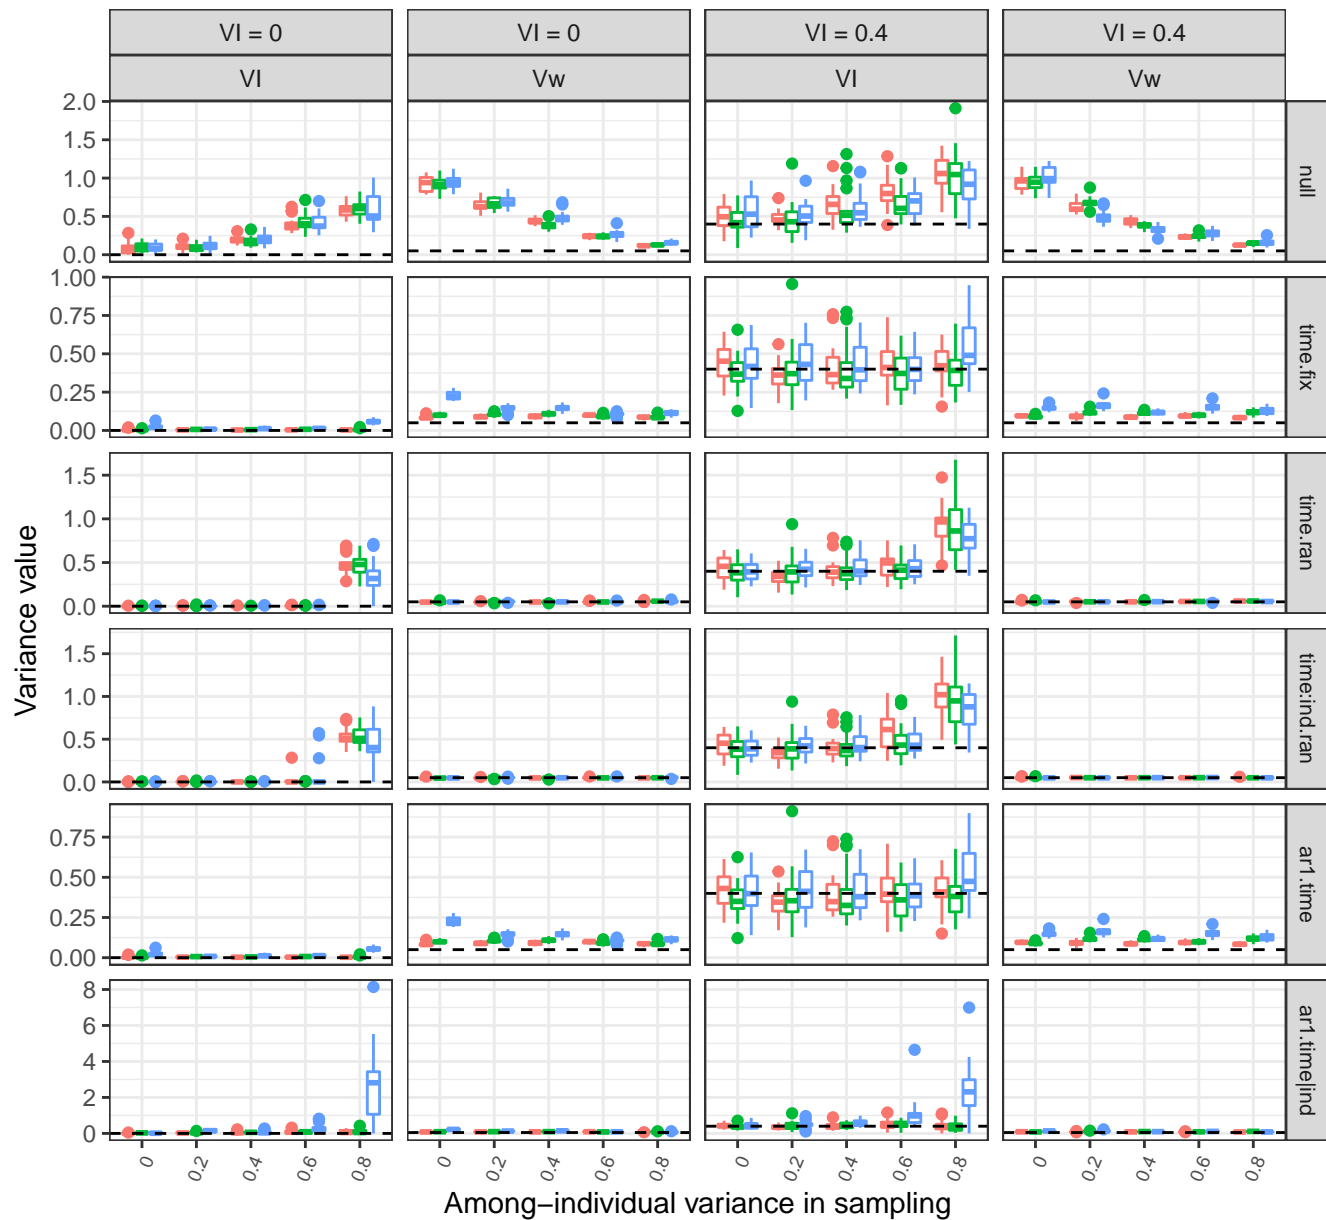 VI = 0 VI = 0 VI = 0.4 VI = 0.4
VI Vw VI Vw
2.0
1.5
1.0
0.5
0.0
null
1.00
0.75
0.50
0.25
0.00
time.fix
1.5
1.0
0.5
0.0
time.ran
1.5
1.0
0.5
0.0
time:ind.ran
0.75
0.50
0.25
0.00
ar1.time
8
6
4
2
0
ar1.time|ind
Variance value
0 0.2 0.4 0.6 0.8 0 0.2 0.4 0.6 0.8 0 0.2 0.4 0.6 0.8 0 0.2 0.4 0.6 0.8
Among−individual variance in sampling